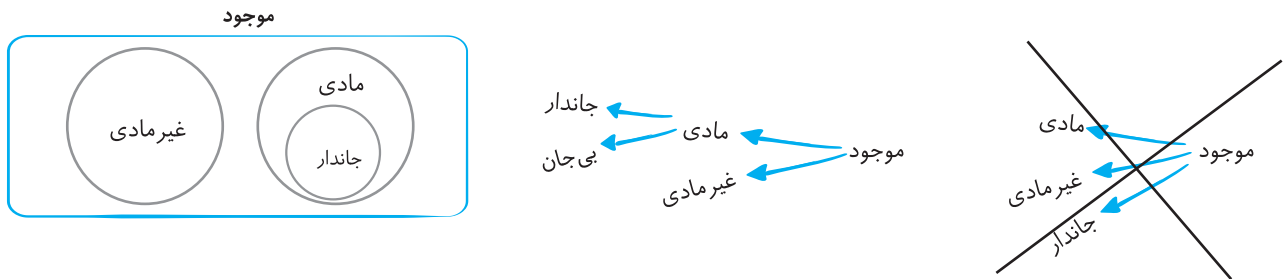 موجود
مادی
غیرمادی
جاندار
موجود
مادی
غیرمادی
جاندار
بی‌جان
موجود
مادی
غیرمادی
جاندار